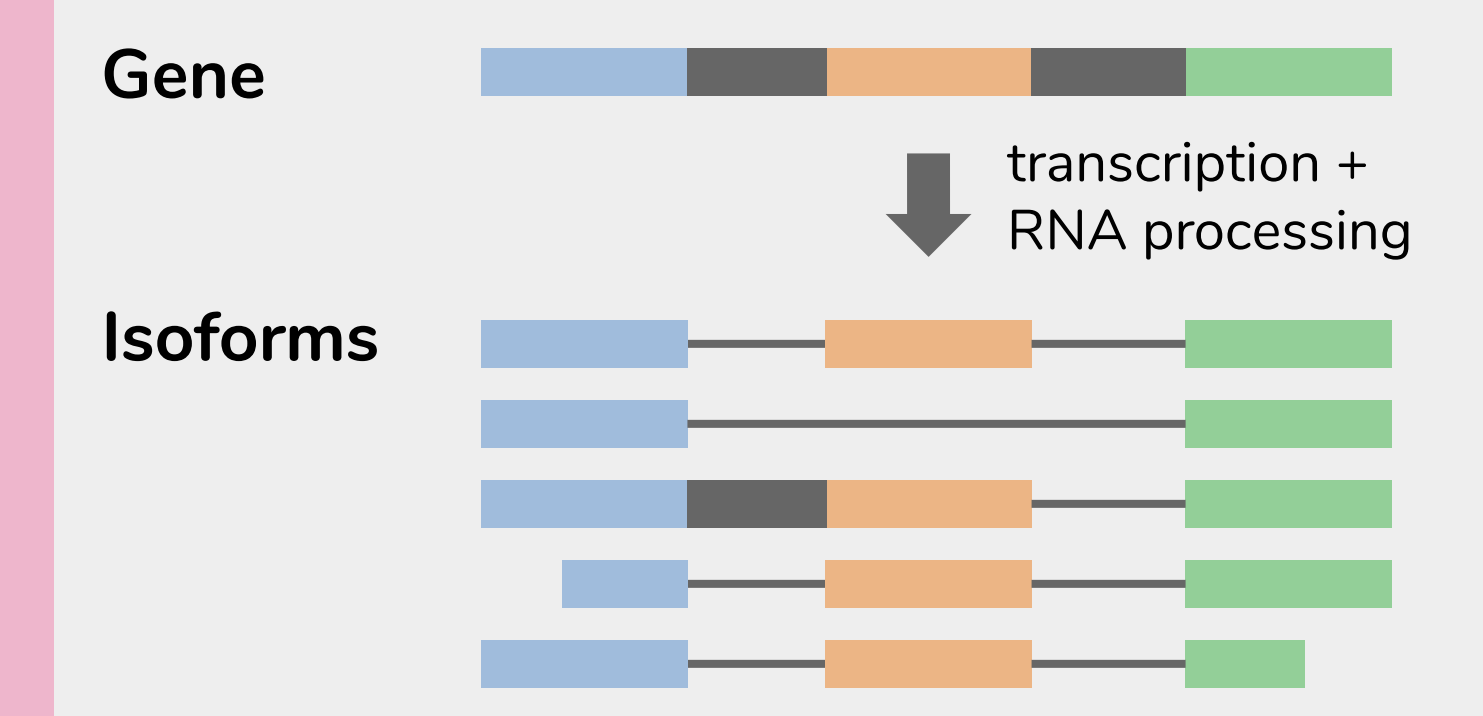 Gene
transcription +
RNA processing
Isoforms